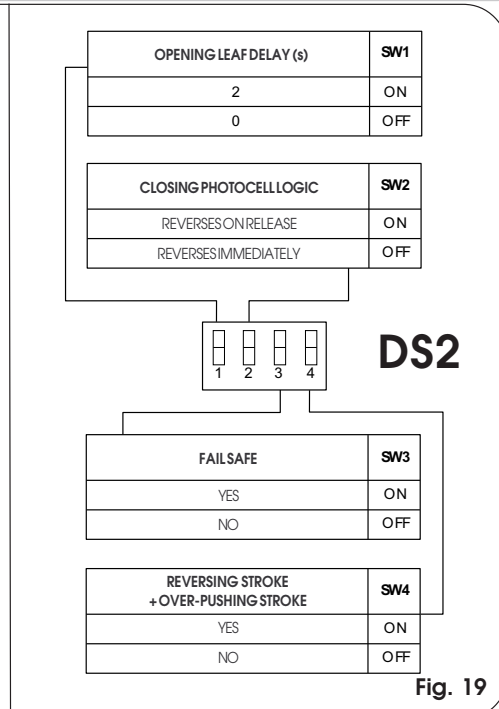 OPENING LEAF DELAY (s) SW1
2 ON
0 OFF
CLOSING PHOTOCELL LOGIC SW2
REVERSES ON RELEASE ON
REVERSES IMMEDIATELY OFF
1 2 3 4
DS2
FAIL SAFE SW3
YES ON
NO OFF
REVERSING STROKE
+ OVER-PUSHING STROKE SW4
YES ON
NO OFF
Fig. 19